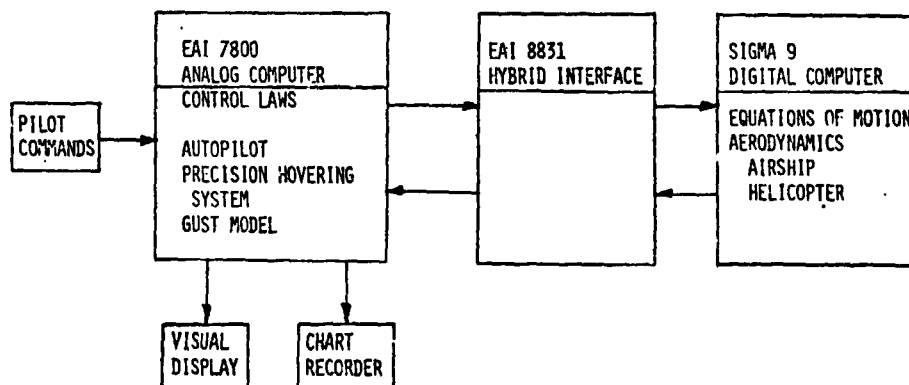 PILOT
COMMANDS
EAI 7800
ANALOG COMPUTER
CONTROL LAWS
AUTOPILOT
PRECISION HOVERING
SYSTEM
GUST MODEL
EAI 8831
HYBRID INTERFACE
SIGMA 9
DIGITAL COMPUTER
EQUATIONS OF MOTION
AERODYNAMICS
AIRSHIP
HELICOPTER
VISUAL
DISPLAY
CHART
RECORDER